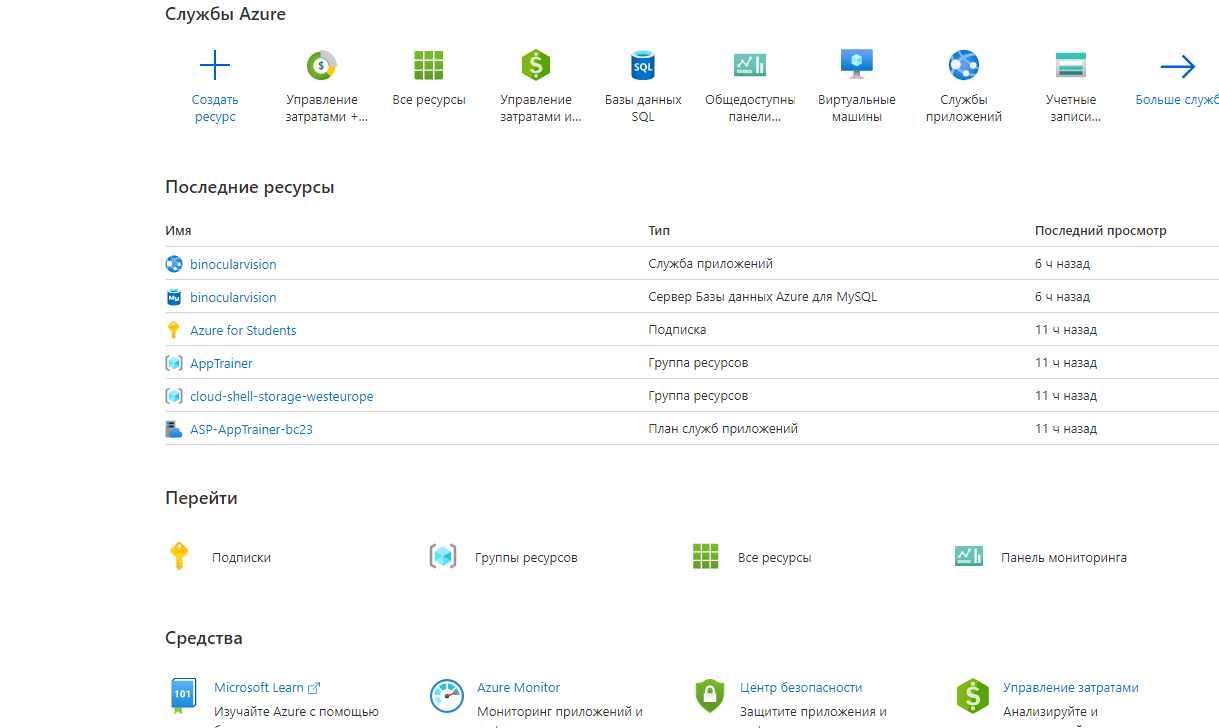 Службы Azure
Создать ресурс
Управление затратами +...
Все ресурсы
Управление затратами и...
Базы данных SQL
Общедоступны панели...
Виртуальные машины
Службы приложений
Учетные записи...
Больше служб
Последние ресурсы
Имя Тип Последний просмотр
binocularvision Служба приложений 6 ч назад
My binocularvision Сервер Базы данных Azure для MySQL 6 ч назад
Azure for Students Подписка 11 ч назад
AppTrainer Группа ресурсов 11 ч назад
cloud-shell-storage-westeurope Группа ресурсов 11 ч назад
ASP-AppTrainer-bc23 План служб приложений 11 ч назад
Перейти
Подписки Группы ресурсов Все ресурсы Панель мониторинга
Средства
101 Microsoft Learn
Изучайте Azure с помощью
Azure Monitor
Мониторинг приложений и
Центр безопасности
Защитите приложения и
Управление затратами
Анализируйте и